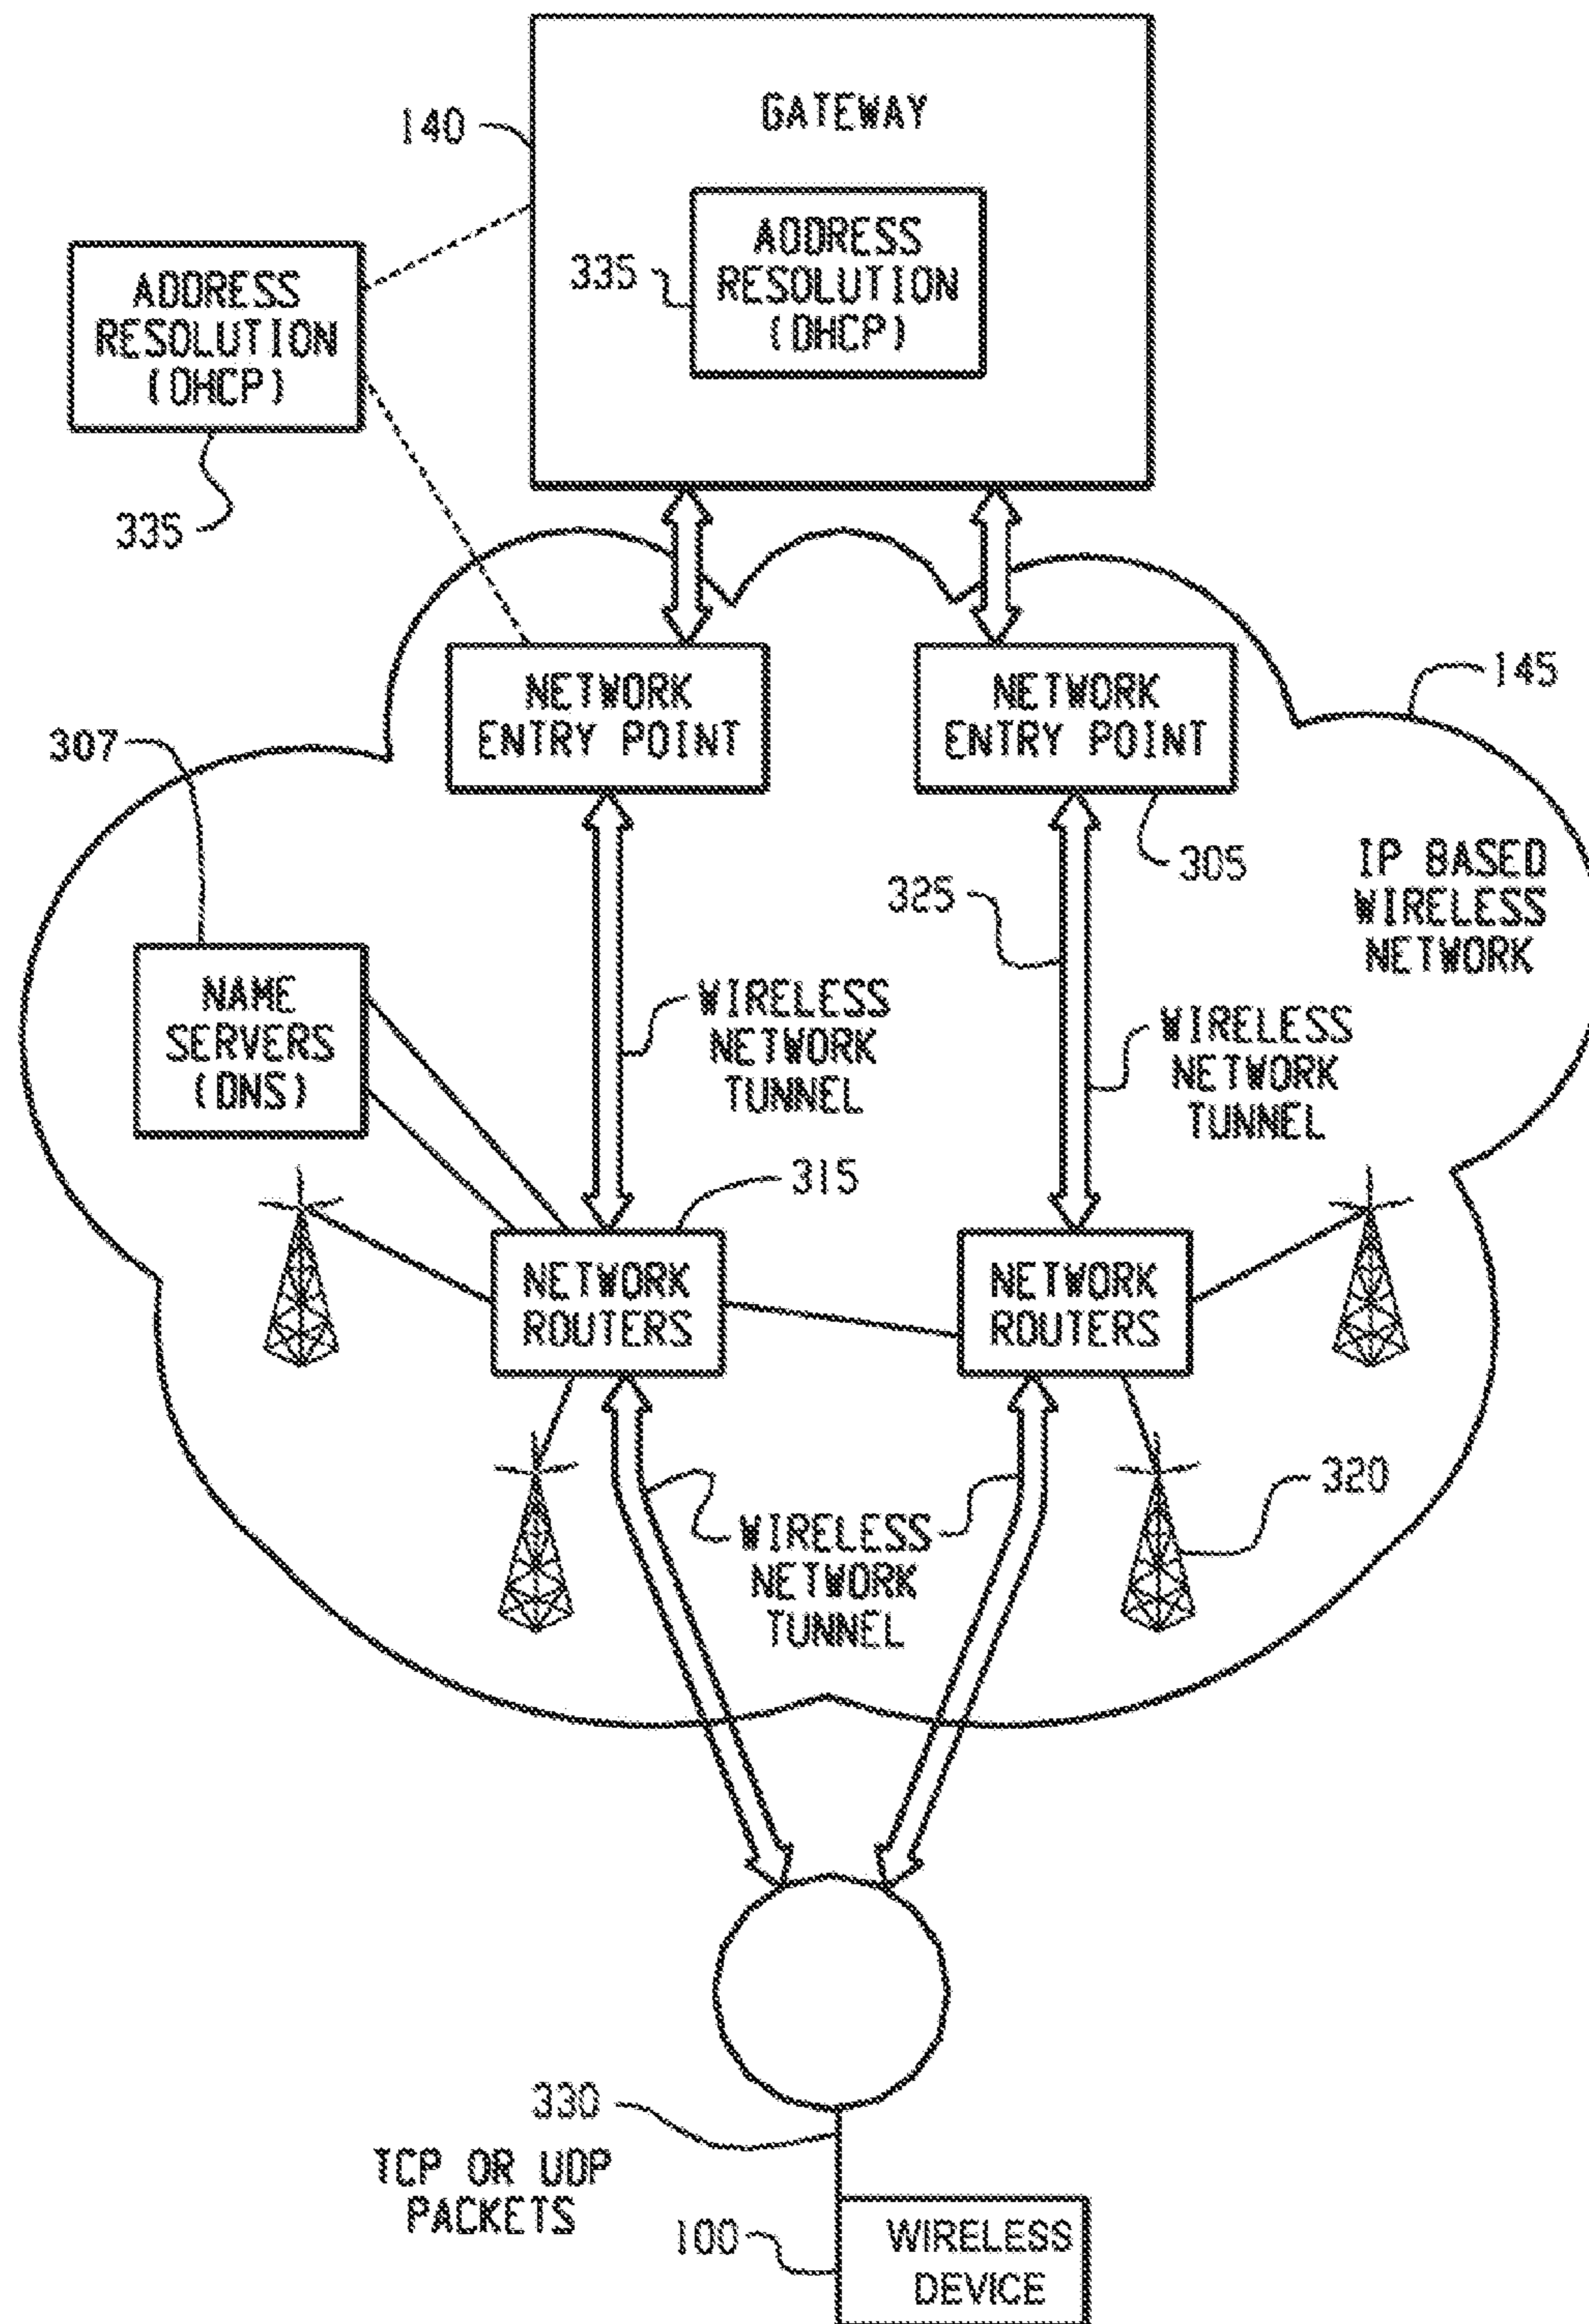 GATEWAY
140
ADDRESS
RESOLUTION
(DHCP)
335
ADDRESS
RESOLUTION
(DHCP)
335
NETWORK
ENTRY POINT
NETWORK
ENTRY POINT
145
307
305
325
IP BASED
WIRELESS
NETWORK
NAME
SERVERS
(DNS)
WIRELESS
NETWORK
TUNNEL
WIRELESS
NETWORK
TUNNEL
315
NETWORK
ROUTERS
NETWORK
ROUTERS
320
WIRELESS
NETWORK
TUNNEL
330
TCP OR UDP
PACKETS
100
WIRELESS
DEVICE